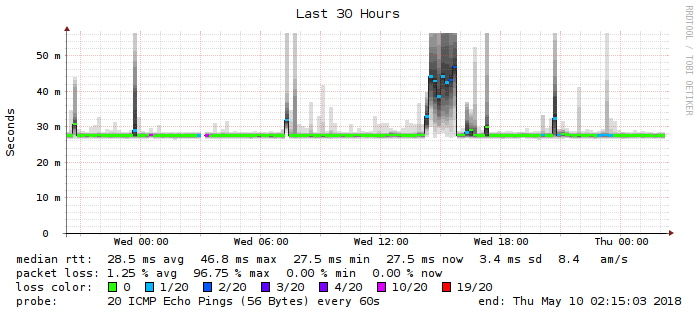 Last 30 Hours
RRDTOOL / TOBI OETIKER
Seconds
50 m
40 m
30 m
20 m
10 m
0
Wed 00:00 Wed 06:00 Wed 12:00 Wed 18:00 Thu 00:00
median rtt: 28.5 ms avg 46.8 ms max 27.5 ms min 27.5 ms now 3.4 ms sd 8.4 am/s
packet loss: 1.25 % avg 96.75 % max 0.00 % min 0.00 % now
loss color: 0 1/20 2/20 3/20 4/20 10/20 19/20
probe: 20 ICMP Echo Pings (56 Bytes) every 60s end: Thu May 10 02:15:03 2018